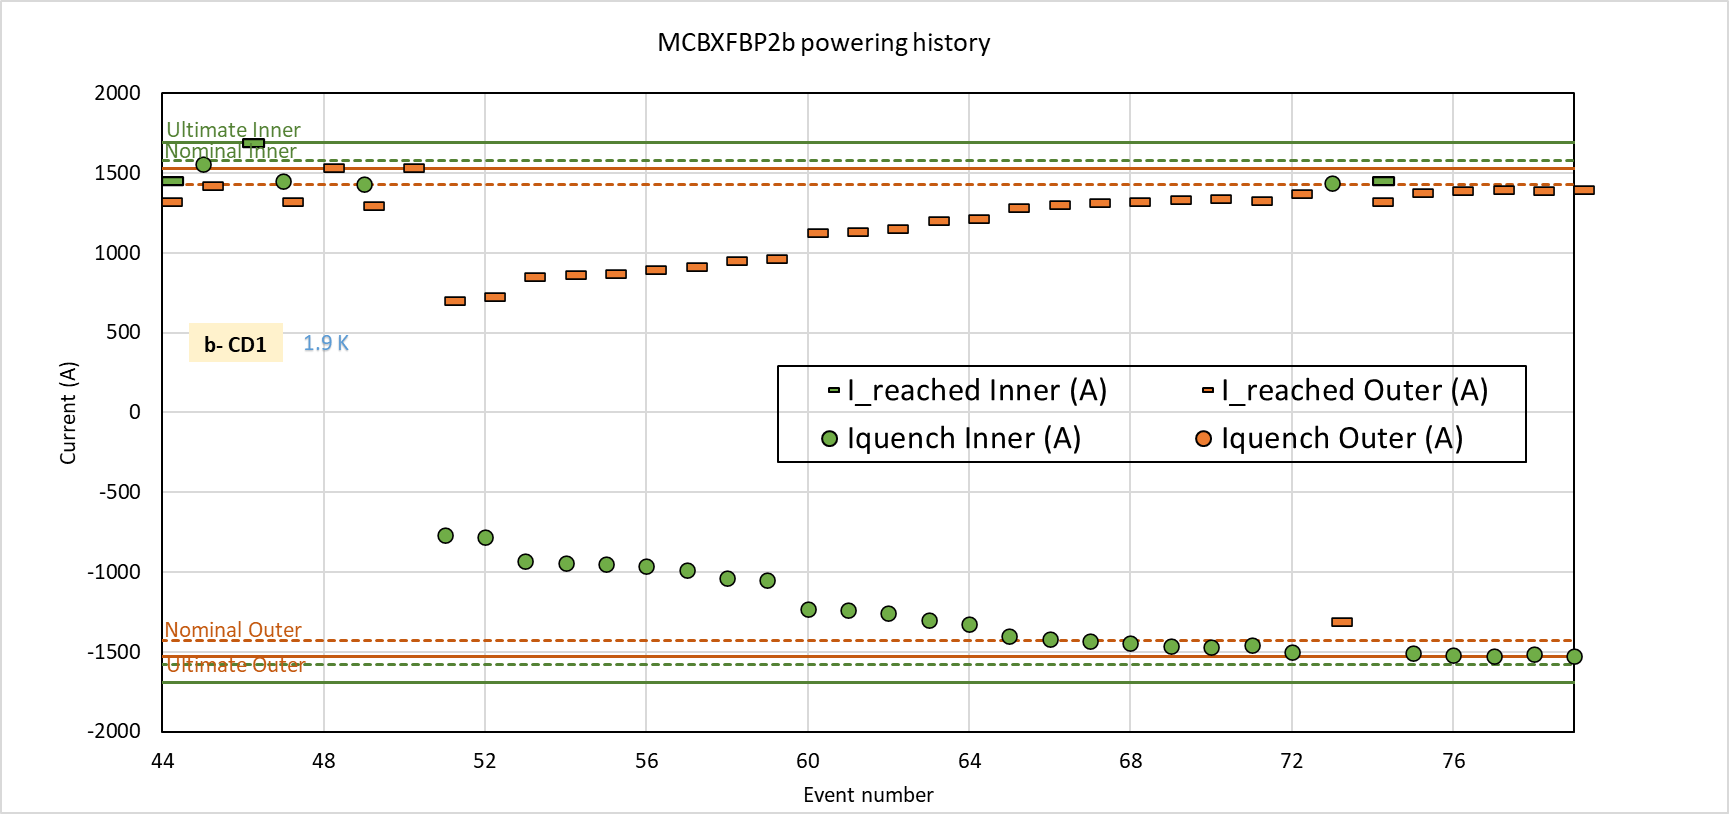 MCBXFBP2b powering history
2000
1500
1000
500
0
-500
-1000
-1500
-2000
Current (A)
Ultimate Inner
Nominal Inner
b- CD1
1.9 K
I_reached Inner (A)
I_reached Outer (A)
Iquench Inner (A)
Iquench Outer (A)
Nominal Outer
Ultimate Outer
44
48
52
56
60
64
68
72
76
Event number